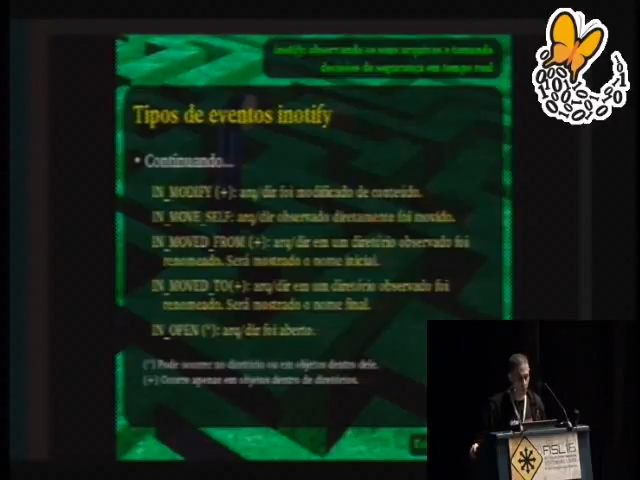 inotify: observando os seus arquivos e tomando
decisões de segurança em tempo real
Tipos de eventos inotify
• Continuando...
IN_MODIFY (+): arq/dir foi modificado de conteúdo.
IN_MOVE_SELF: arq/dir observado diretamente foi movido.
IN_MOVED_FROM (+): arq/dir em um diretório observado foi
renomeado. Será mostrado o nome inicial.
IN_MOVED_TO(+): arq/dir em um diretório observado foi
renomeado. Será mostrado o nome final.
IN_OPEN (*): arq/dir foi aberto.
(*) Pode ocorrer no diretório ou em objetos dentro dele.
(+) Ocorre apenas em objetos dentro de diretórios.
FISL16